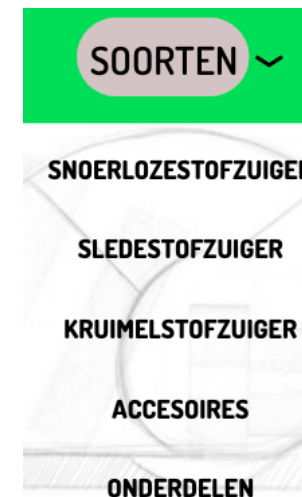 SOORTEN
SNOERLOZESTOFZUIGER
SLEDESTOFZUIGER
KRUIMELSTOFZUIGER
ACCESOIRES
ONDERDELEN